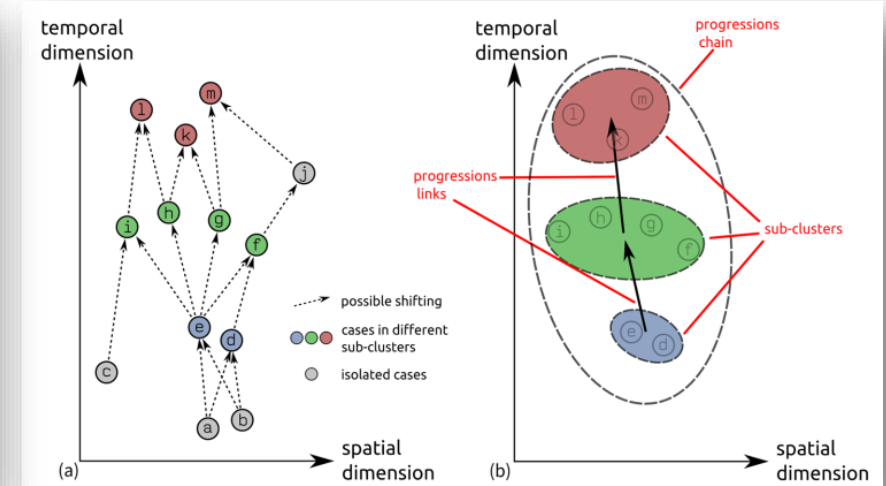 temporal
dimension
l
m
k
j
i
h
g
f
e
d
c
a
b
possible shifting
cases in different
sub-clusters
isolated cases
spatial
dimension
(a)
temporal
dimension
progressions
chain
l
m
k
progressions
links
i
h
g
f
sub-clusters
e
d
spatial
dimension
(b)